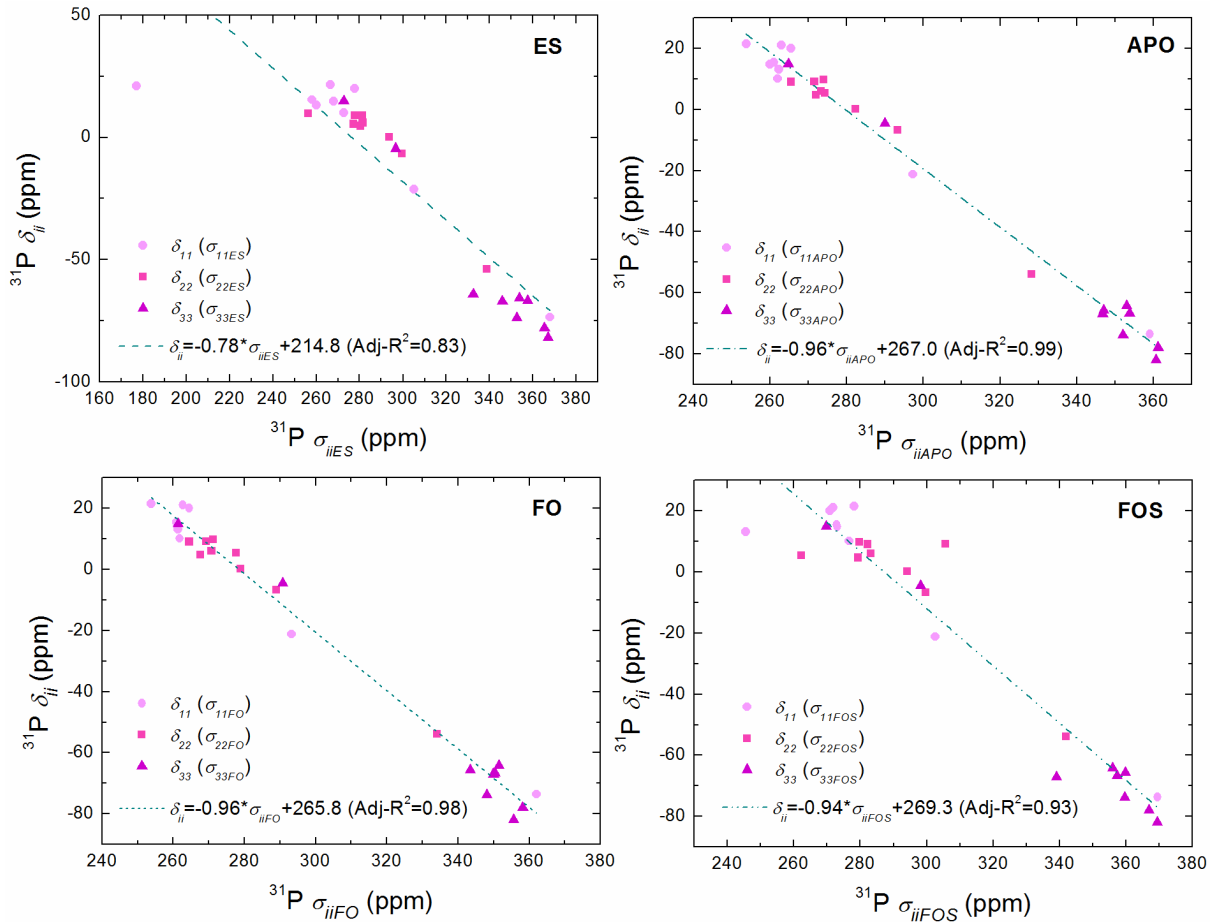 ES
50
0
-50
-100
³¹P δᵢᵢ (ppm)
δ₁₁ (σ₁₁ES)
δ₂₂ (σ₂₂ES)
δ₃₃ (σ₃₃ES)
δᵢᵢ=-0.78*σᵢᵢES+214.8 (Adj-R²=0.83)
160 180 200 220 240 260 280 300 320 340 360 380
³¹P σᵢᵢES (ppm)
APO
20
0
-20
-40
-60
-80
³¹P δᵢᵢ (ppm)
δ₁₁ (σ₁₁APO)
δ₂₂ (σ₂₂APO)
δ₃₃ (σ₃₃APO)
δᵢᵢ=-0.96*σᵢᵢAPO+267.0 (Adj-R²=0.99)
240 260 280 300 320 340 360
³¹P σᵢᵢAPO (ppm)
FO
20
0
-20
-40
-60
-80
³¹P δᵢᵢ (ppm)
δ₁₁ (σ₁₁FO)
δ₂₂ (σ₂₂FO)
δ₃₃ (σ₃₃FO)
δᵢᵢ=-0.96*σᵢᵢFO+265.8 (Adj-R²=0.98)
240 260 280 300 320 340 360 380
³¹P σᵢᵢFO (ppm)
FOS
20
0
-20
-40
-60
-80
³¹P δᵢᵢ (ppm)
δ₁₁ (σ₁₁FOS)
δ₂₂ (σ₂₂FOS)
δ₃₃ (σ₃₃FOS)
δᵢᵢ=-0.94*σᵢᵢFOS+269.3 (Adj-R²=0.93)
240 260 280 300 320 340 360 380
³¹P σᵢᵢFOS (ppm)